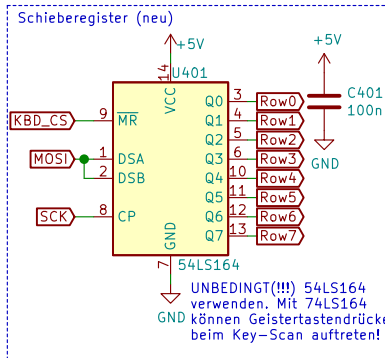 Schieberegister (neu)
+5V
+5V
14
U401
VCC
C401
100n
GND
KBD_CS
9
MR
MOSI
1
DSA
2
DSB
SCK
8
CP
Q0
3
Row0
Q1
4
Row1
Q2
5
Row2
Q3
6
Row3
Q4
10
Row4
Q5
11
Row5
Q6
12
Row6
Q7
13
Row7
GND
7
54LS164
GND
UNBEDINGT(!!!) 54LS164
verwenden. Mit 74LS164
können Geistertastendrücke
beim Key-Scan auftreten!